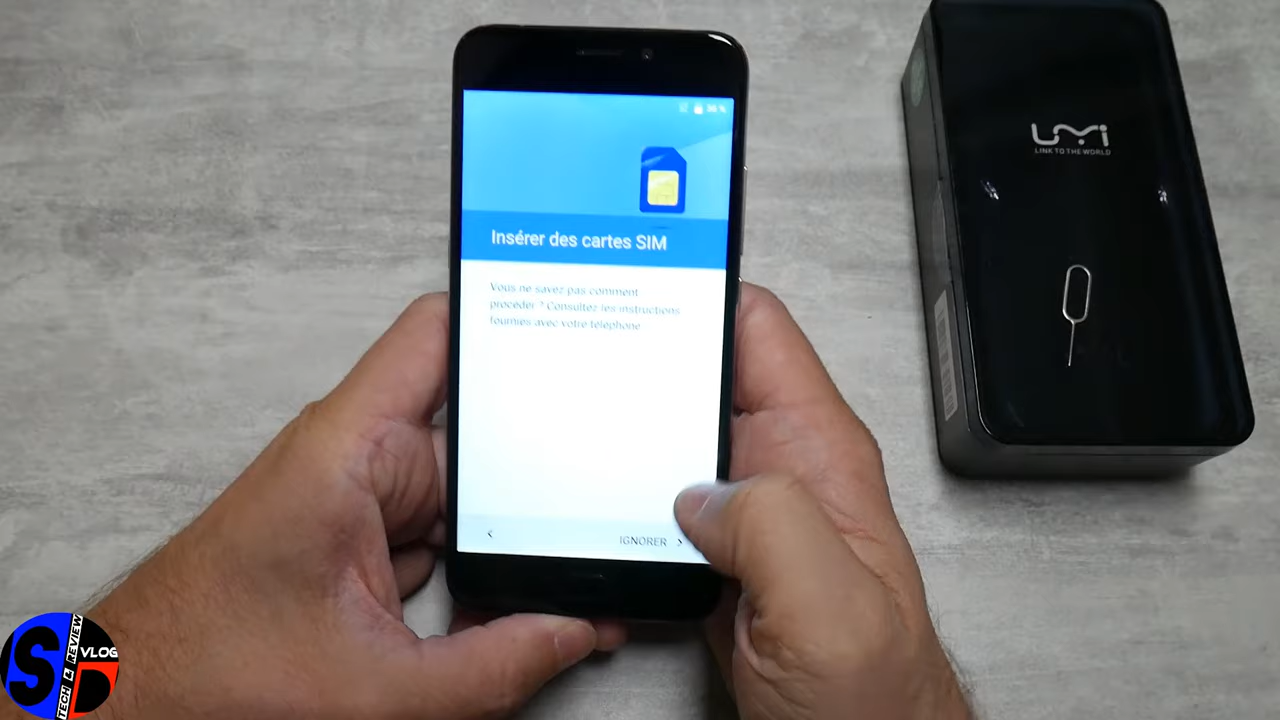 Insérer des cartes SIM
Vous ne savez pas comment
procéder ? Consultez les instructions
fournies avec votre téléphone
IGNORER
UMi
LINK TO THE WORLD
SD
TECH & REVIEW
VLOG